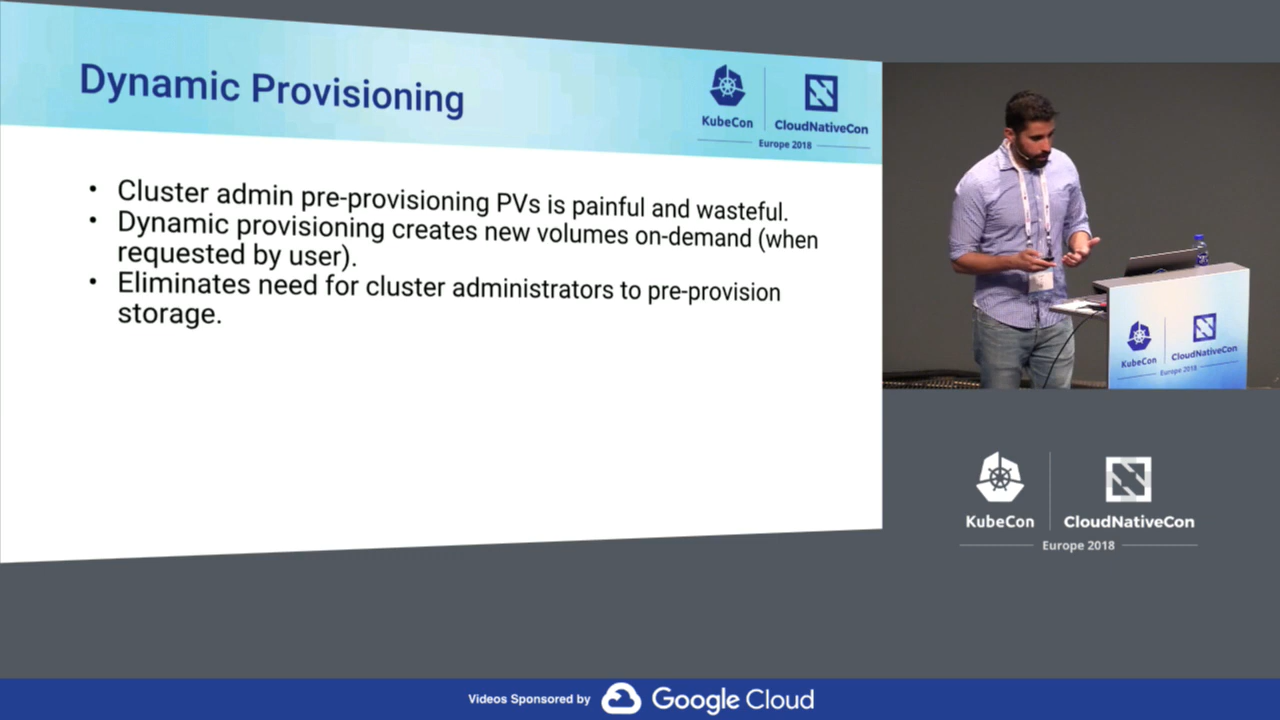 Dynamic Provisioning
KubeCon
CloudNativeCon
Europe 2018
• Cluster admin pre-provisioning PVs is painful and wasteful.
• Dynamic provisioning creates new volumes on-demand (when
requested by user).
• Eliminates need for cluster administrators to pre-provision
storage.
KubeCon
CloudNativeCon
Europe 2018
KubeCon
CloudNativeCon
Europe 2018
Videos Sponsored by
Google Cloud